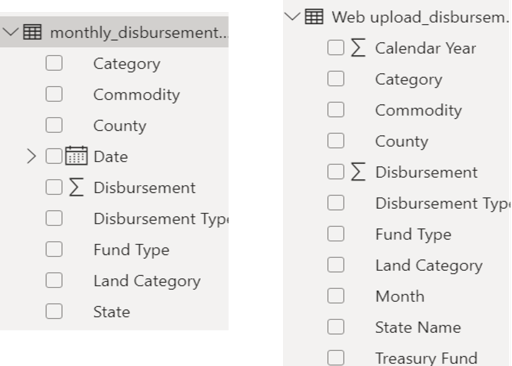 monthly_disbursement...
Category
Commodity
County
Date
Disbursement
Disbursement Type
Fund Type
Land Category
State
Web upload_disbursem.
Calendar Year
Category
Commodity
County
Disbursement
Disbursement Type
Fund Type
Land Category
Month
State Name
Treasury Fund